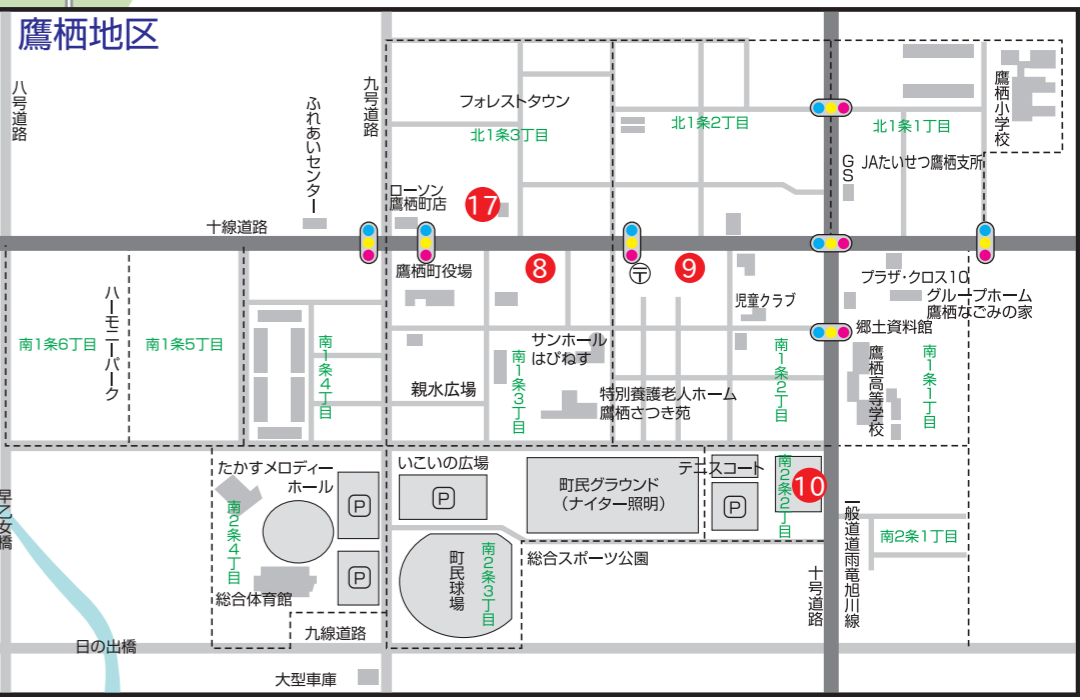 鷹栖地区
八号道路
ふれあいセンター
九号道路
フォレストタウン
北1条3丁目
北1条2丁目
北1条1丁目
鷹栖小学校
GS
JAたいせつ鷹栖支所
ローソン
鷹栖町店
17
十線道路
鷹栖町役場
8
〒
9
児童クラブ
プラザ・クロス10
グループホーム
鷹栖なごみの家
郷土資料館
南1条6丁目
ハーモニーパーク
南1条5丁目
南1条4丁目
サンホール
はぴねす
南1条3丁目
親水広場
特別養護老人ホーム
鷹栖さつき苑
南1条2丁目
鷹栖高等学校
南1条1丁目
たかすメロディー
ホール
いこいの広場
町民グラウンド
（ナイター照明）
テニスコート
南2条2丁目
10
P
P
P
P
早乙女橋
南2条4丁目
総合体育館
町民球場
南2条3丁目
総合スポーツ公園
十号道路
一般道道雨竜旭川線
南2条1丁目
九線道路
日の出橋
大型車庫